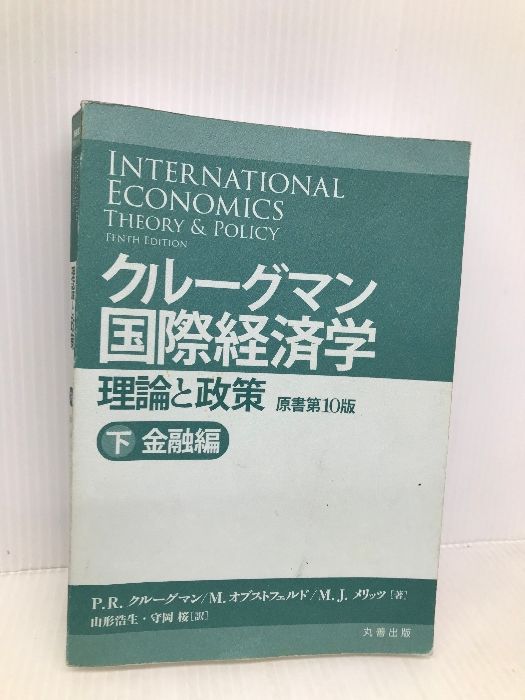 INTERNATIONAL
ECONOMICS
THEORY & POLICY
TENTH EDITION
クルーグマン
国際経済学
理論と政策 原書第10版
下 金融編
P.R. クルーグマン/M. オブストフェルド/M.J. メリッツ[著]
山形浩生・守岡 桜[訳]
丸善出版